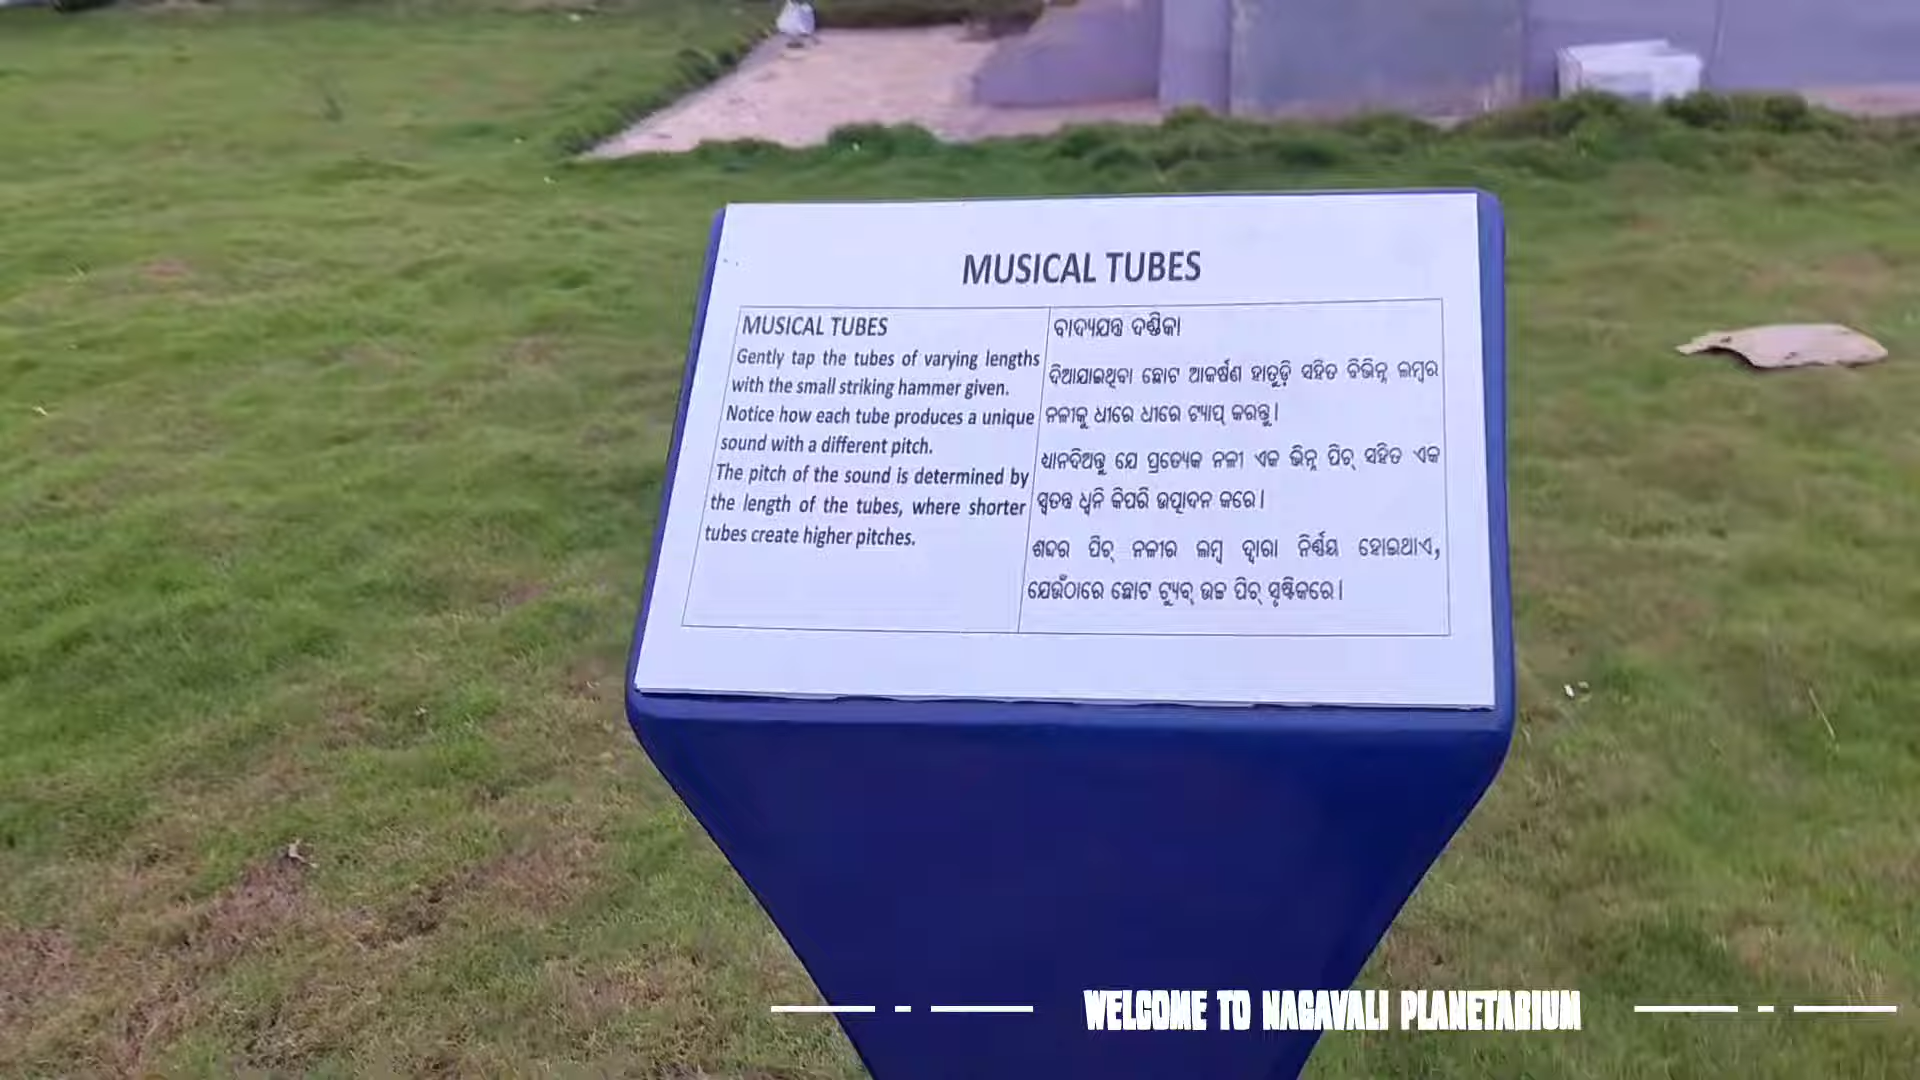 MUSICAL TUBES
MUSICAL TUBES
Gently tap the tubes of varying lengths
with the small striking hammer given.
Notice how each tube produces a unique
sound with a different pitch.
The pitch of the sound is determined by
the length of the tubes, where shorter
tubes create higher pitches.
ବାଦ୍ୟଯନ୍ତ ଦଣ୍ଡିକା
ଦିଆଯାଇଥିବା ଛୋଟ ଆକର୍ଷଣ ହାତୁଡ଼ି ସହିତ ବିଭିନ୍ନ ଲମ୍ବର
ନଳୀକୁ ଧୀରେ ଧୀରେ ଟ୍ୟାପ୍ କରନ୍ତୁ।
ଧ୍ୟାନଦିଅନ୍ତୁ ଯେ ପ୍ରତ୍ୟେକ ନଳୀ ଏକ ଭିନ୍ନ ପିଚ୍ ସହିତ ଏକ
ସ୍ୱତନ୍ତ ଧ୍ୱନି କିପରି ଉତ୍ପାଦନ କରେ।
ଶବ୍ଦର ପିଚ୍ ନଳୀର ଲମ୍ବ ଦ୍ୱାରା ନିର୍ଣ୍ଣୟ ହୋଇଥାଏ,
ଯେଉଁଠାରେ ଛୋଟ ଟ୍ୟୁବ୍ ଉଚ୍ଚ ପିଚ୍ ସୃଷ୍ଟିକରେ।
WELCOME TO NAGAVALI PLANETARIUM